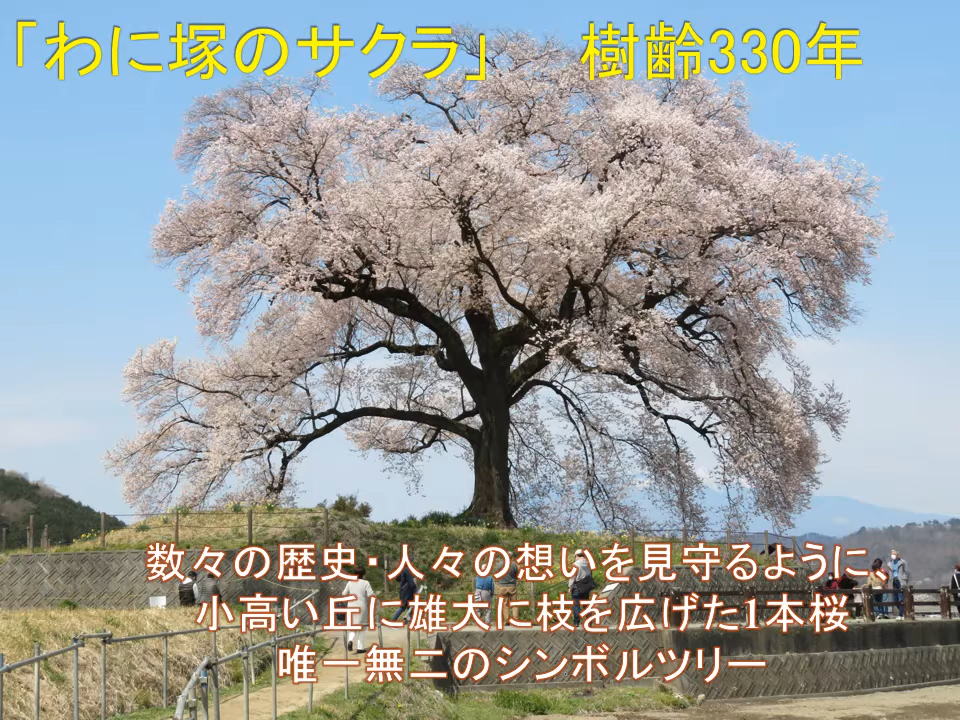 「わに塚のサクラ」　樹齢330年
数々の歴史・人々の想いを見守るように
小高い丘に雄大に枝を広げた1本桜
唯一無二のシンボルツリー